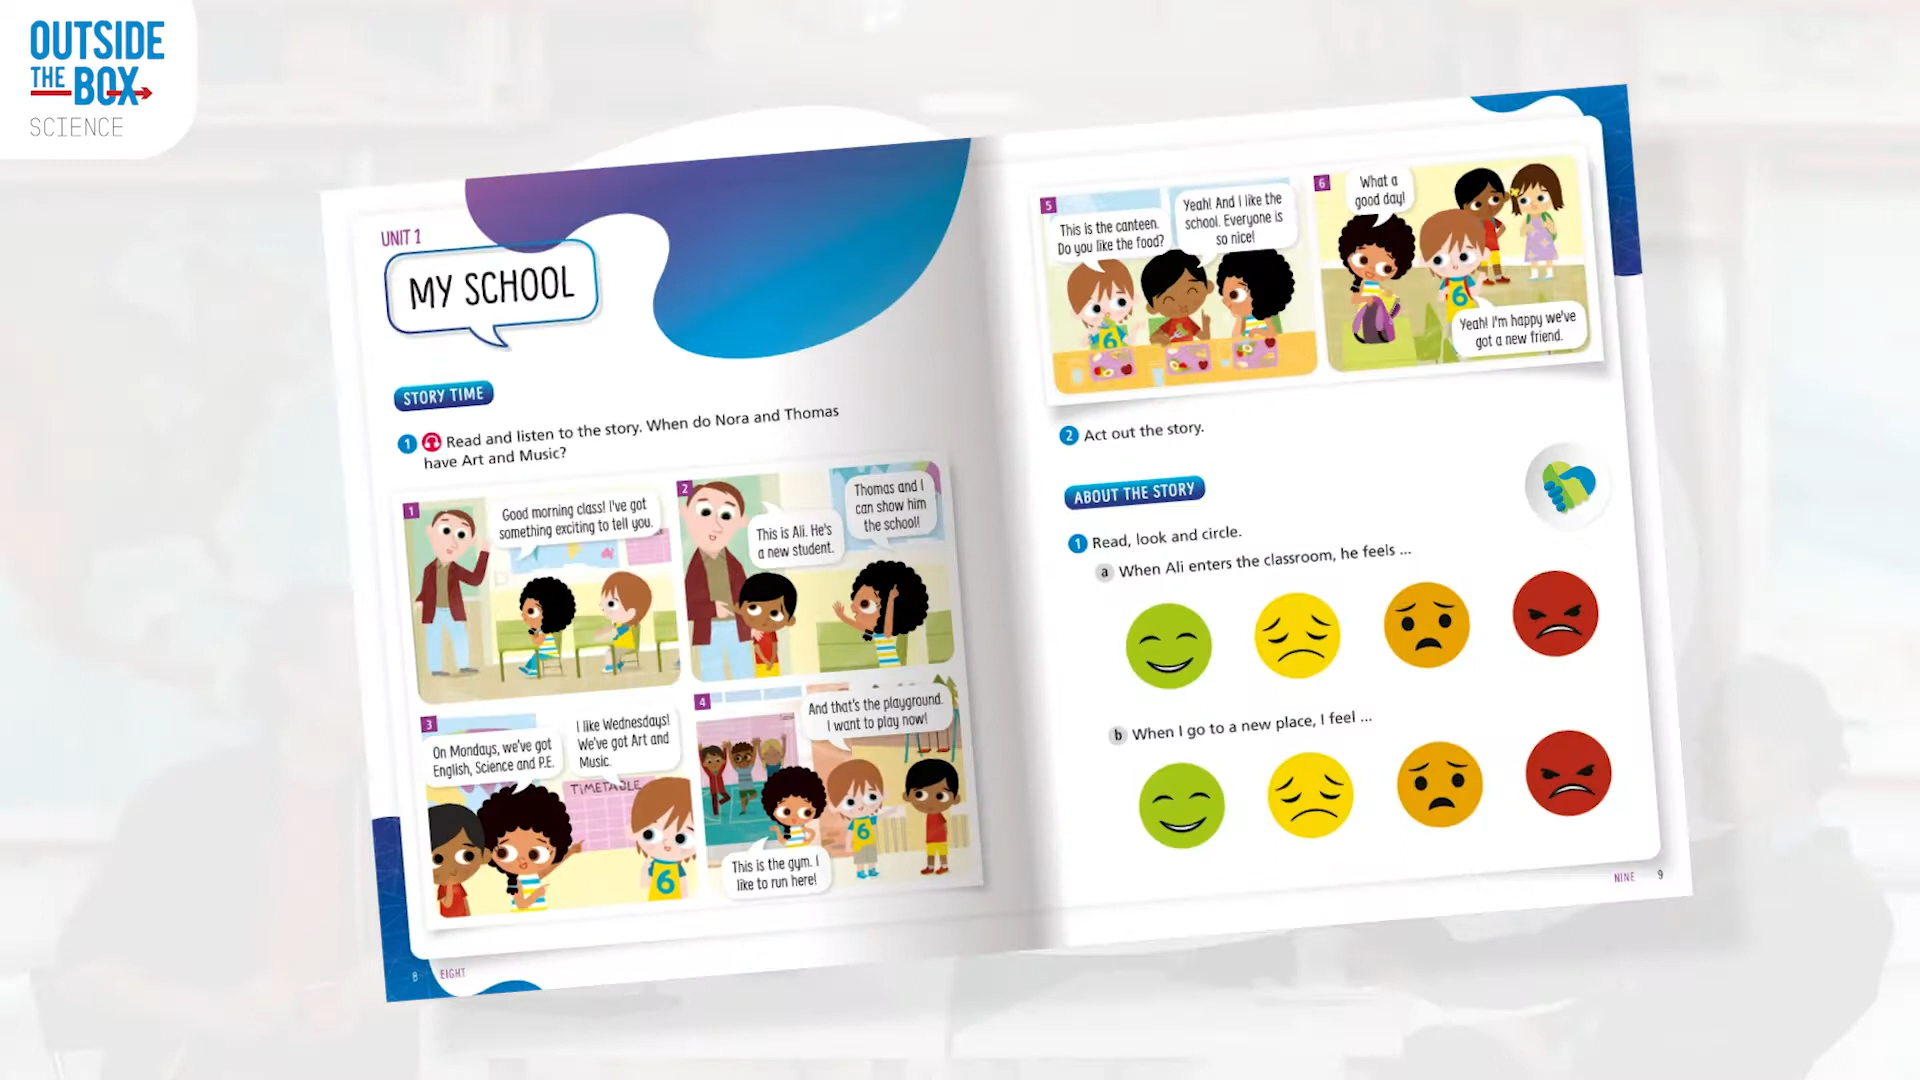 OUTSIDE
THE BOX
SCIENCE
UNIT 1
MY SCHOOL
STORY TIME
1 Read and listen to the story. When do Nora and Thomas
have Art and Music?
1
Good morning class! I've got
something exciting to tell you.
2
This is Ali. He's
a new student.
Thomas and I
can show him
the school!
3
On Mondays, we've got
English, Science and P.E.
I like Wednesdays!
We've got Art and
Music.
TIMETABLE
6
4
And that's the playground.
I want to play now!
6
This is the gym. I
like to run here!
8 EIGHT
5
This is the canteen.
Do you like the food?
Yeah! And I like the
school. Everyone is
so nice!
6
6
What a
good day!
6
Yeah! I'm happy we've
got a new friend.
2 Act out the story.
ABOUT THE STORY
1 Read, look and circle.
a When Ali enters the classroom, he feels ...
b When I go to a new place, I feel ...
NINE 9